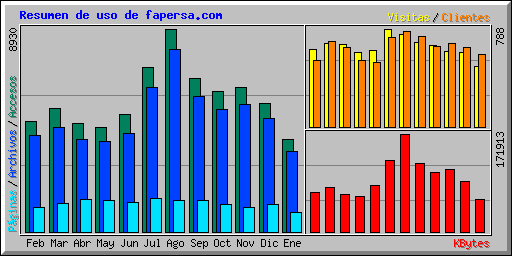 Resumen de uso de fapersa.com
Visitas/Clientes
8930
788
Páginas/Archivos/Accesos
171913
Feb Mar Abr May Jun Jul Ago Sep Oct Nov Dic Ene
KBytes